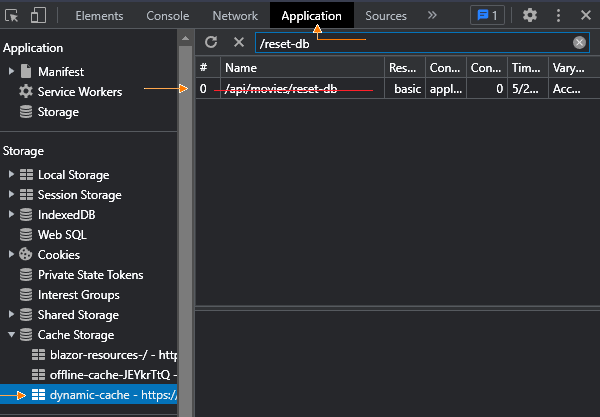 Elements Console Network Application Sources 1
Application
Manifest
Service Workers
Storage
Storage
Local Storage
Session Storage
IndexedDB
Web SQL
Cookies
Private State Tokens
Interest Groups
Shared Storage
Cache Storage
blazor-resources-/ - htt
offline-cache-JEYkrTtQ -
dynamic-cache - https:/
/reset-db
# Name Res... Con... Con... Tim... Vary...
0 /api/movies/reset-db basic appl... 0 5/2... Acc...